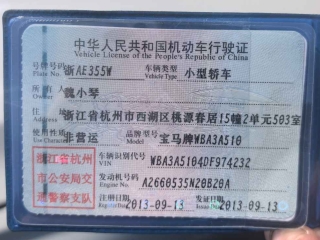 中华人民共和国机动车行驶证
Vehicle License of the People's Republic of China
号牌号码 浙AE355W 车辆类型 小型轿车
Plate No. Vehicle Type
所有人 魏小琴
Owner
住址 浙江省杭州市西湖区桃源春居15幢2单元503室
Address
使用性质 非营运 品牌型号 宝马牌WBA3A510
Use Character Model
浙江省杭州市公安局交通警察支队
车辆识别代号 WBA3A5104DF974232
VIN
发动机号码 A2660535N20B20A
Engine No.
注册日期 2013-09-13 发证日期 2013-09-13
Register Date Issue Date